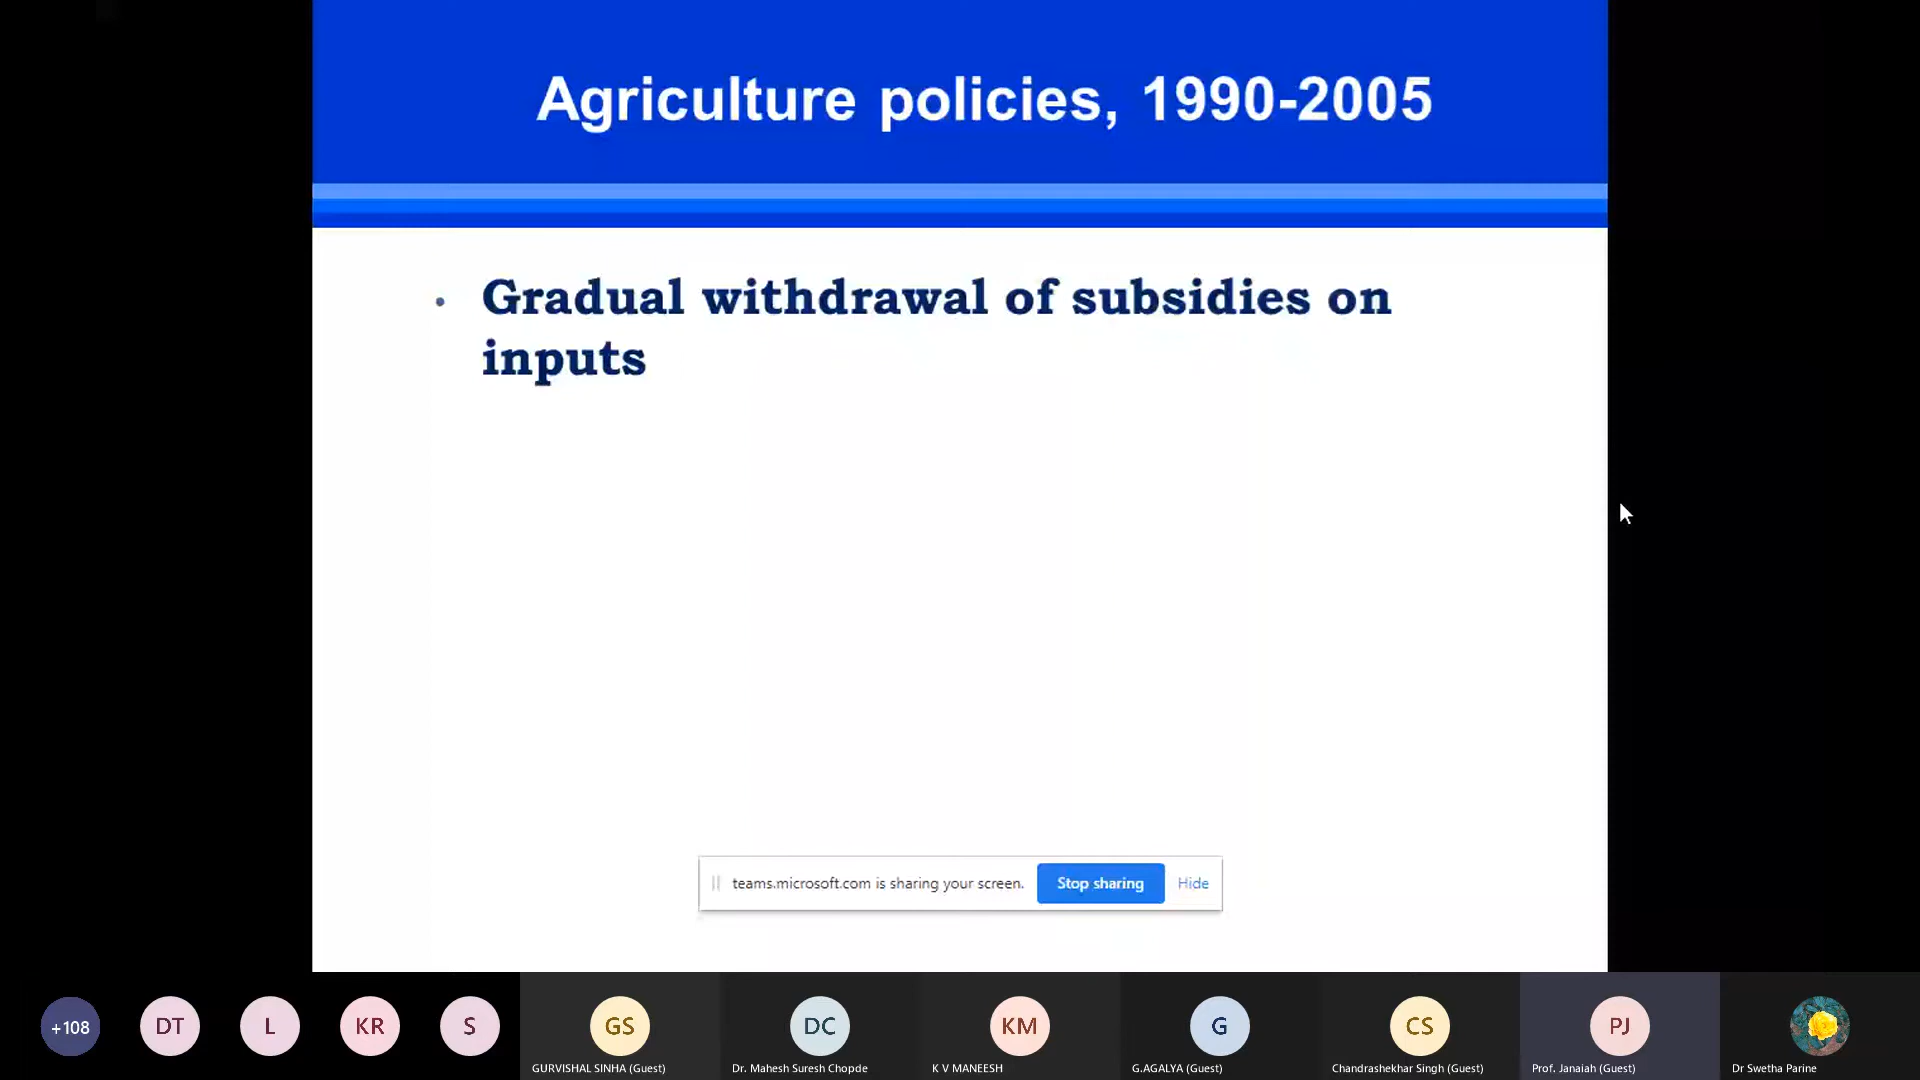 Agriculture policies, 1990-2005
• Gradual withdrawal of subsidies on
inputs
teams.microsoft.com is sharing your screen. Stop sharing Hide
+108 DT L KR S GS DC KM G CS PJ
GURVISHAL SINHA (Guest) Dr. Mahesh Suresh Chopde K V MANEESH G.AGALYA (Guest) Chandrashekhar Singh (Guest) Prof. Janaiah (Guest) Dr Swetha Parine